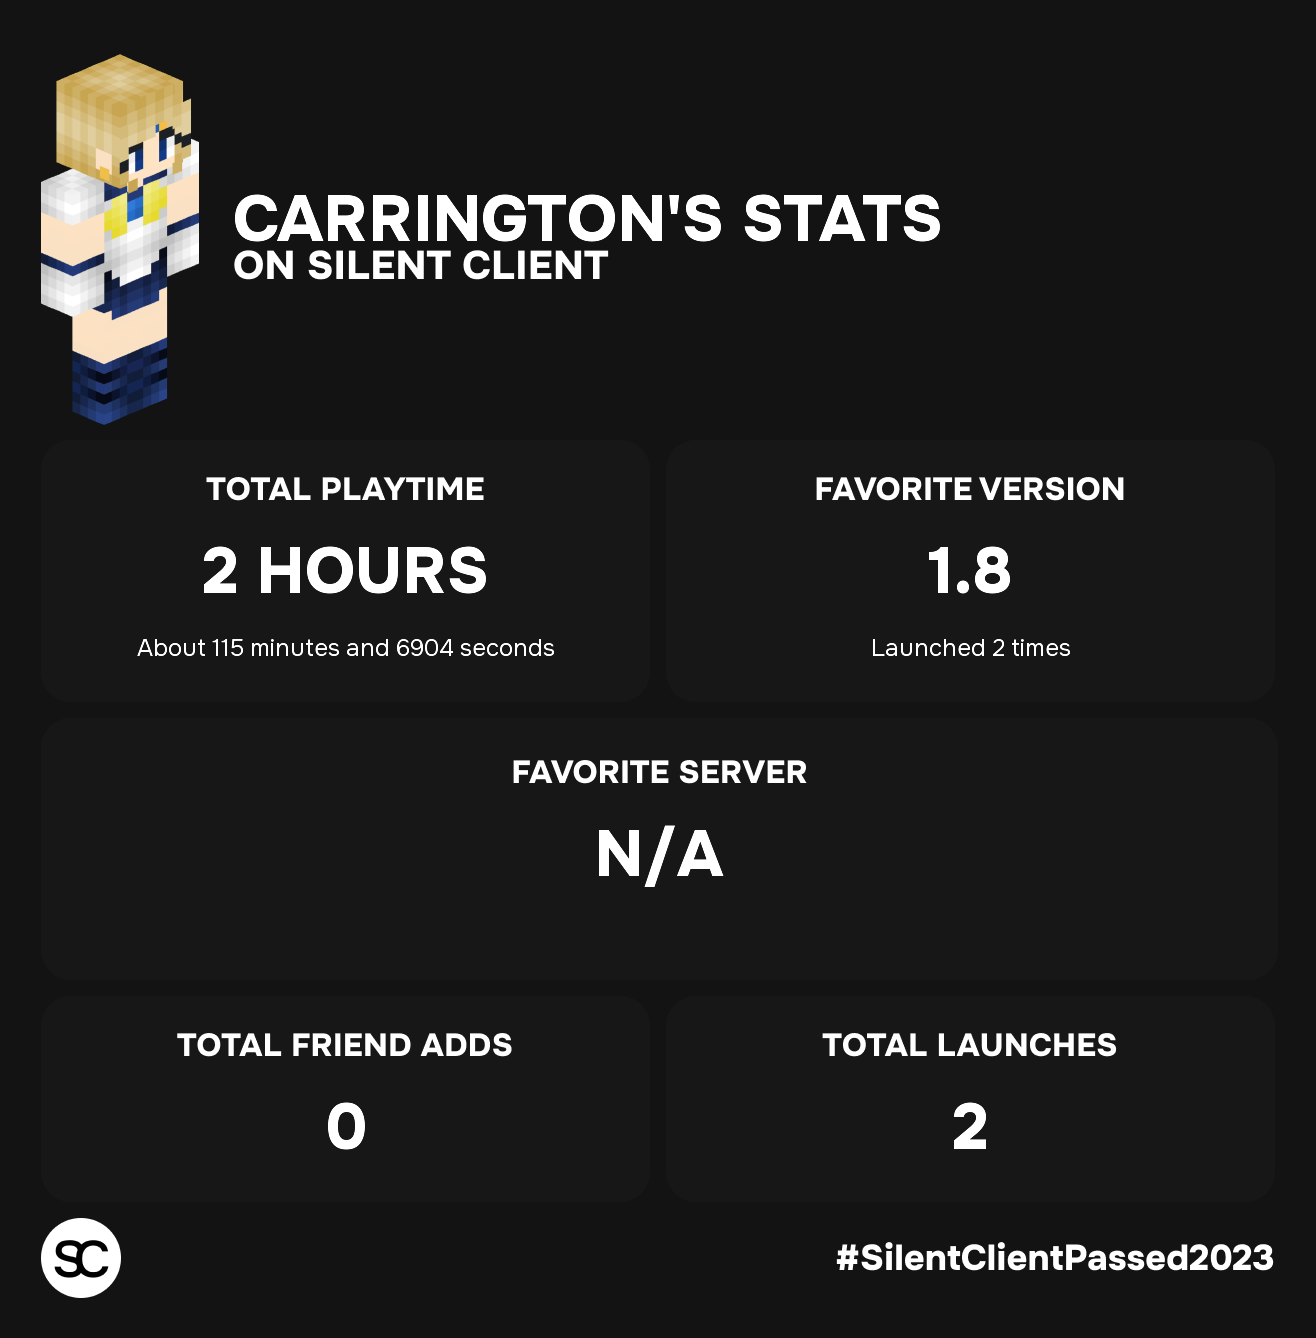 CARRINGTON'S STATS
ON SILENT CLIENT
TOTAL PLAYTIME
2 HOURS
About 115 minutes and 6904 seconds
FAVORITE VERSION
1.8
Launched 2 times
FAVORITE SERVER
N/A
TOTAL FRIEND ADDS
0
TOTAL LAUNCHES
2
SC
#SilentClientPassed2023